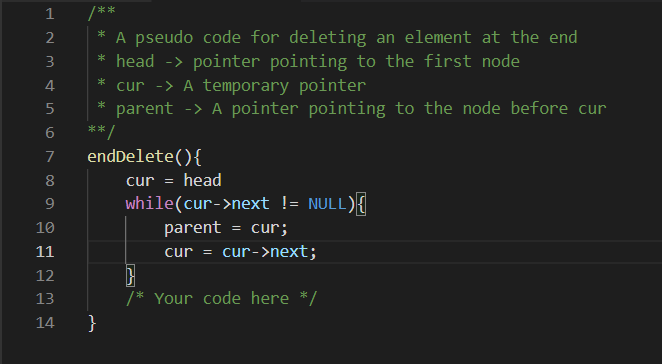 1 /**
2 * A pseudo code for deleting an element at the end
3 * head -> pointer pointing to the first node
4 * cur -> A temporary pointer
5 * parent -> A pointer pointing to the node before cur
6 **/
7 endDelete(){
8 cur = head
9 while(cur->next != NULL){
10 parent = cur;
11 cur = cur->next;
12 }
13 /* Your code here */
14 }